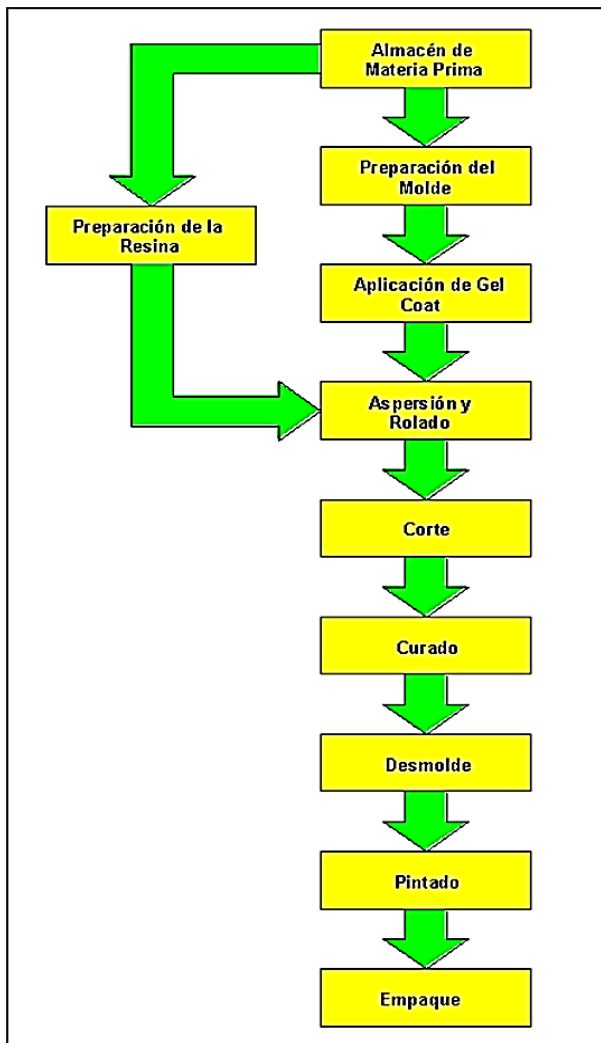 Almacén de
Materia Prima
Preparación del
Molde
Preparación de la
Resina
Aplicación de Gel
Coat
Aspersión y
Rolado
Corte
Curado
Desmolde
Pintado
Empaque